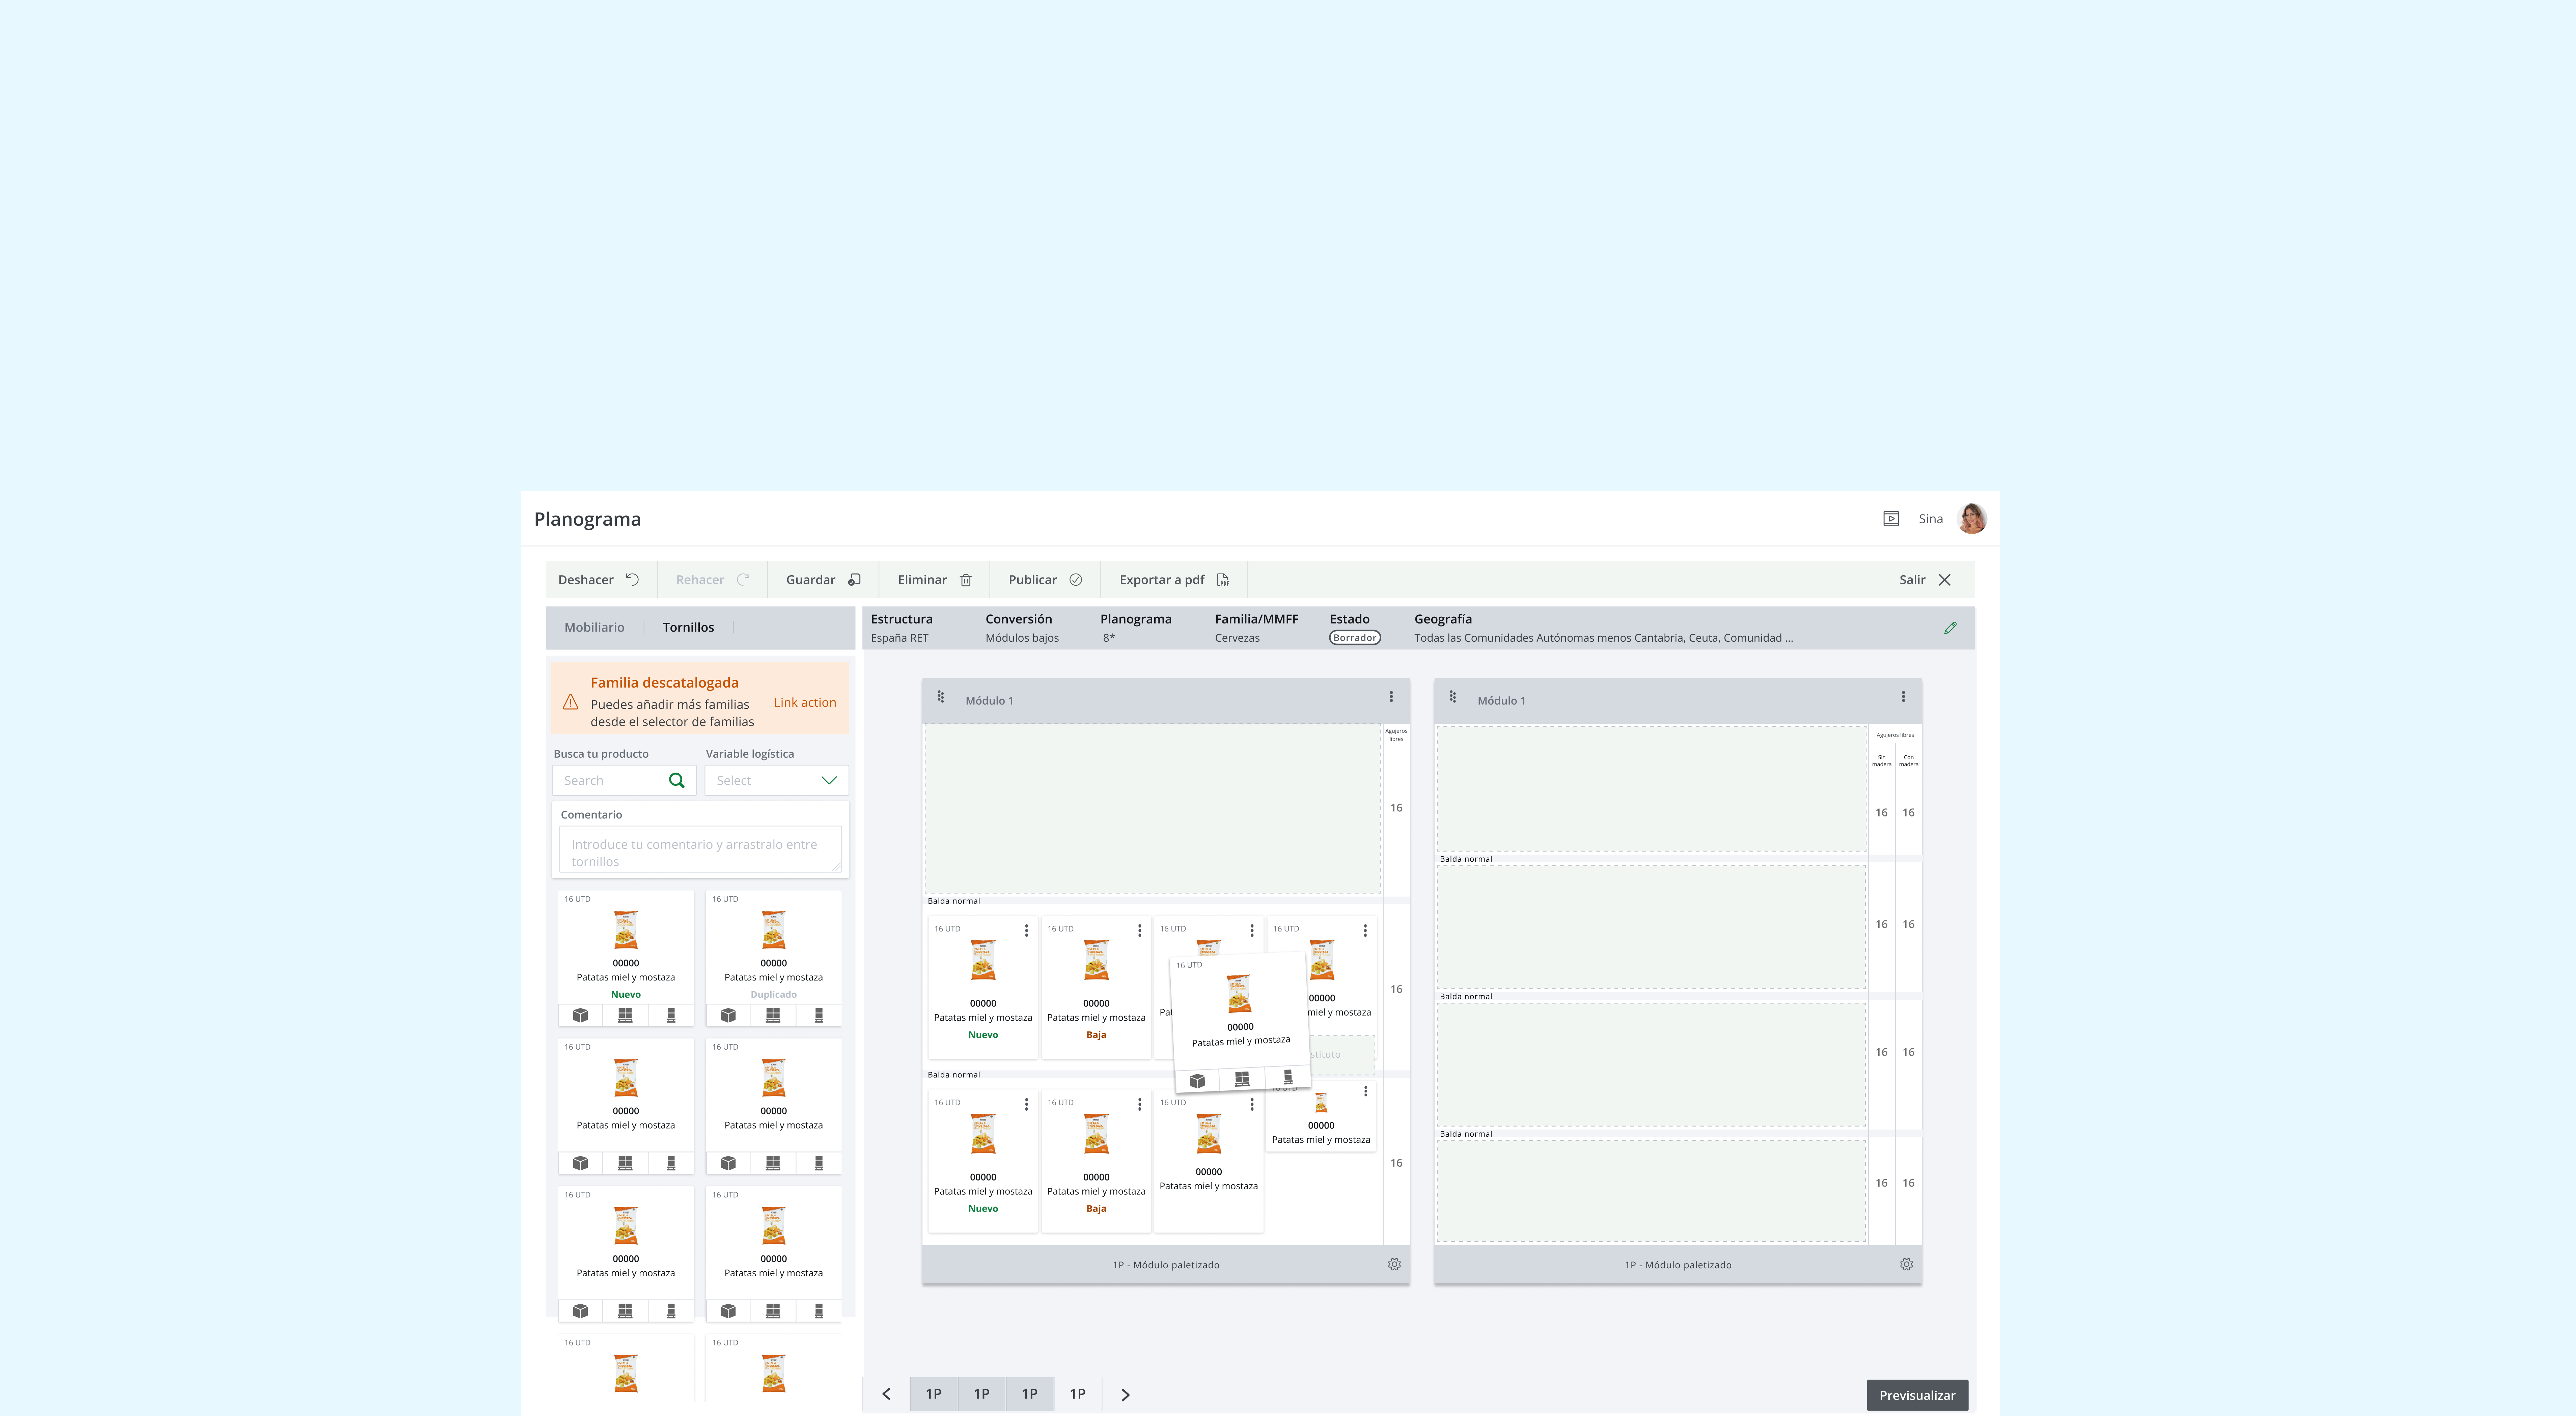 Planograma
Sina
Deshacer
Rehacer
Guardar
Eliminar
Publicar
Exportar a pdf
Salir
Mobiliario
Tornillos
Estructura
España RET
Conversión
Módulos bajos
Planograma
8*
Familia/MMFF
Cervezas
Estado
Borrador
Geografía
Todas las Comunidades Autónomas menos Cantabria, Ceuta, Comunidad ...
Familia descatalogada
Puedes añadir más familias
desde el selector de familias
Link action
Busca tu producto
Search
Variable logística
Select
Comentario
Introduce tu comentario y arrastralo entre
tornillos
16 UTD
00000
Patatas miel y mostaza
Nuevo
16 UTD
00000
Patatas miel y mostaza
Duplicado
16 UTD
00000
Patatas miel y mostaza
16 UTD
00000
Patatas miel y mostaza
16 UTD
00000
Patatas miel y mostaza
16 UTD
00000
Patatas miel y mostaza
16 UTD
16 UTD
Módulo 1
Agujeros
libres
16
Balda normal
16 UTD
00000
Patatas miel y mostaza
Nuevo
16 UTD
00000
Patatas miel y mostaza
Baja
16 UTD
Pat
16 UTD
00000
Patatas miel y mostaza
16 UTD
00000
miel y mostaza
stituto
16
Balda normal
16 UTD
00000
Patatas miel y mostaza
Nuevo
16 UTD
00000
Patatas miel y mostaza
Baja
16 UTD
00000
Patatas miel y mostaza
00000
Patatas miel y mostaza
16
1P - Módulo paletizado
Módulo 1
Agujeros libres
Sin
madera
Con
madera
16
16
Balda normal
16
16
Balda normal
16
16
Balda normal
16
16
1P - Módulo paletizado
1P
1P
1P
1P
Previsualizar